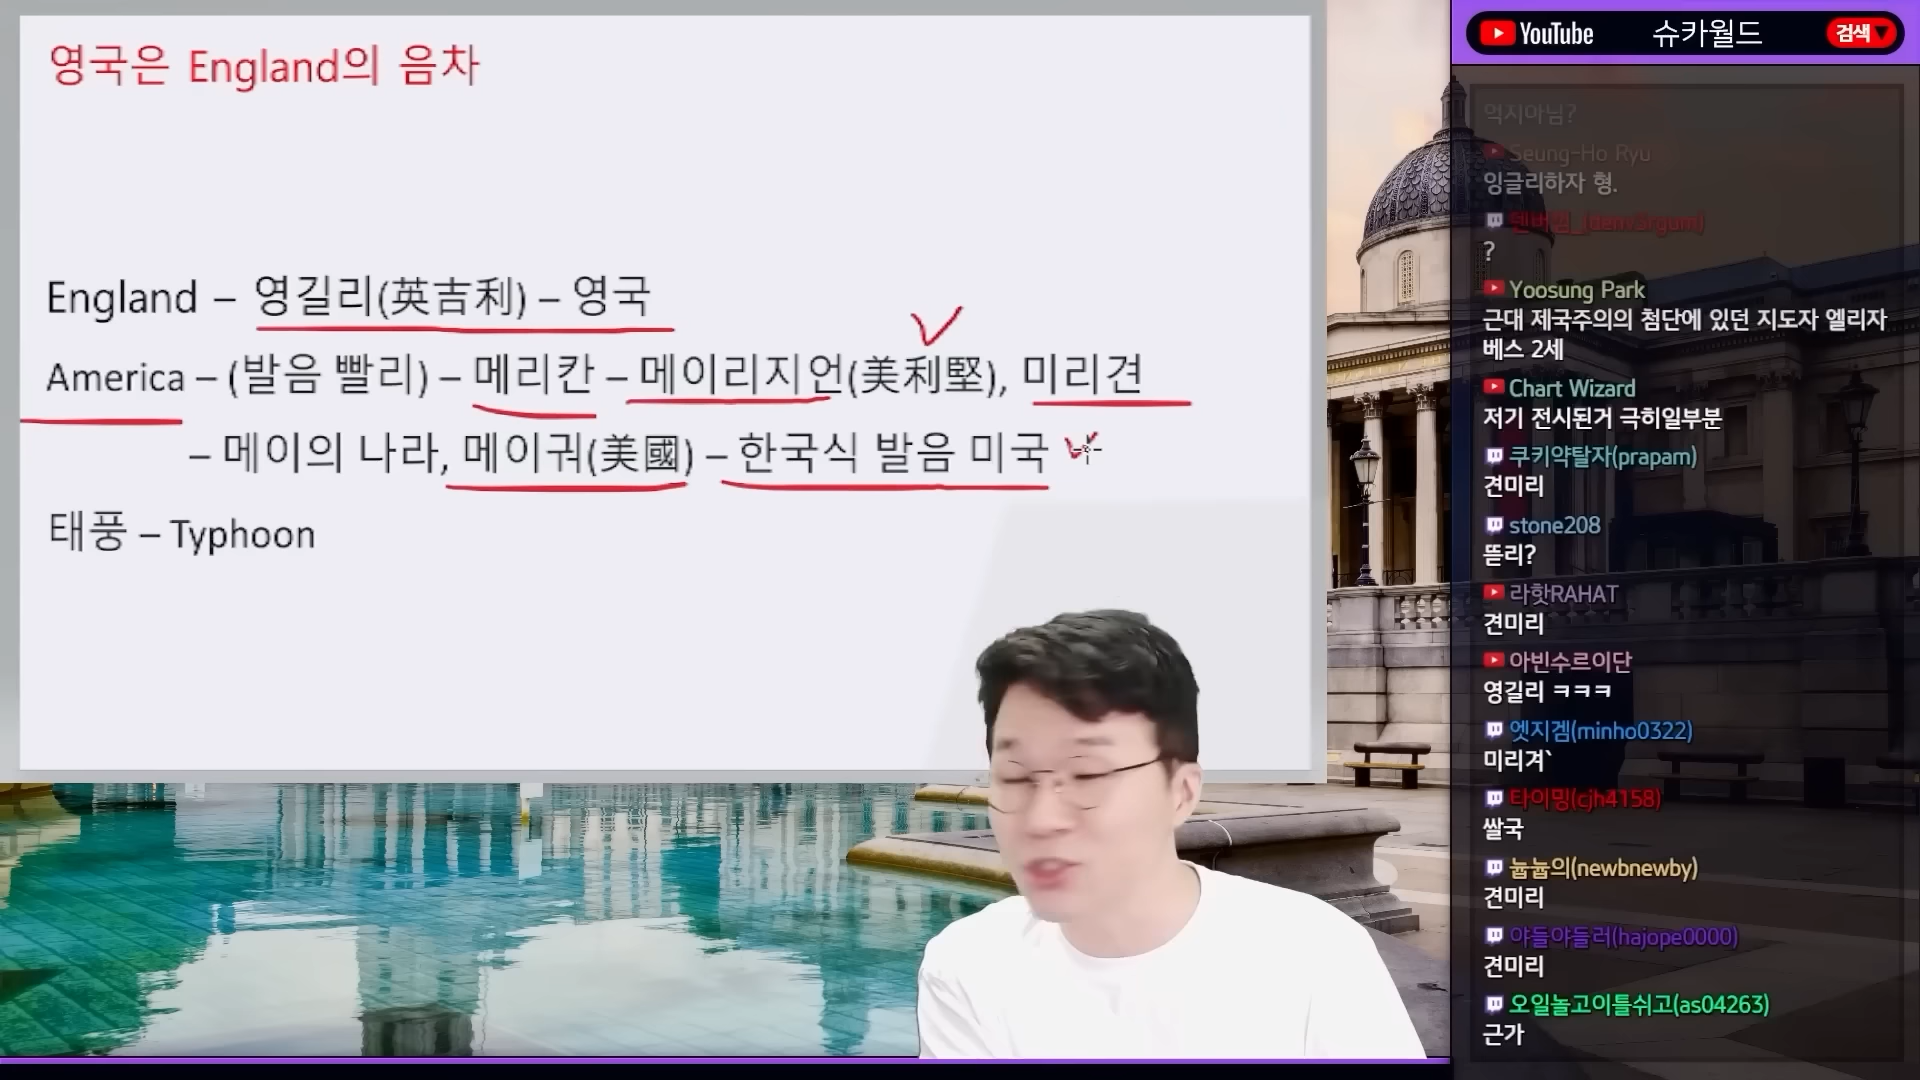 영국은 England의 음차
England – 영길리(英吉利) – 영국
America – (발음 빨리) – 메리칸 – 메이리지언(美利堅), 미리견
– 메이의 나라, 메이궈(美國) – 한국식 발음 미국
태풍 – Typhoon
YouTube 슈카월드 검색
억지아님?
Seung-Ho Ryu
잉글리하자 형.
?
Yoosung Park
근대 제국주의의 첨단에 있던 지도자 엘리자
베스 2세
Chart Wizard
저기 전시된거 극히일부분
쿠키약탈자(prapam)
견미리
stone208
뜯리?
라핫RAHAT
견미리
아빈수르이단
영길리 ㅋㅋㅋ
엣지겜(minho0322)
미리겨`
타이밍(cjh4158)
쌀국
늅늅의(newbnewby)
견미리
야들야들러(hajope0000)
견미리
오일놀고이틀쉬고(as04263)
근가